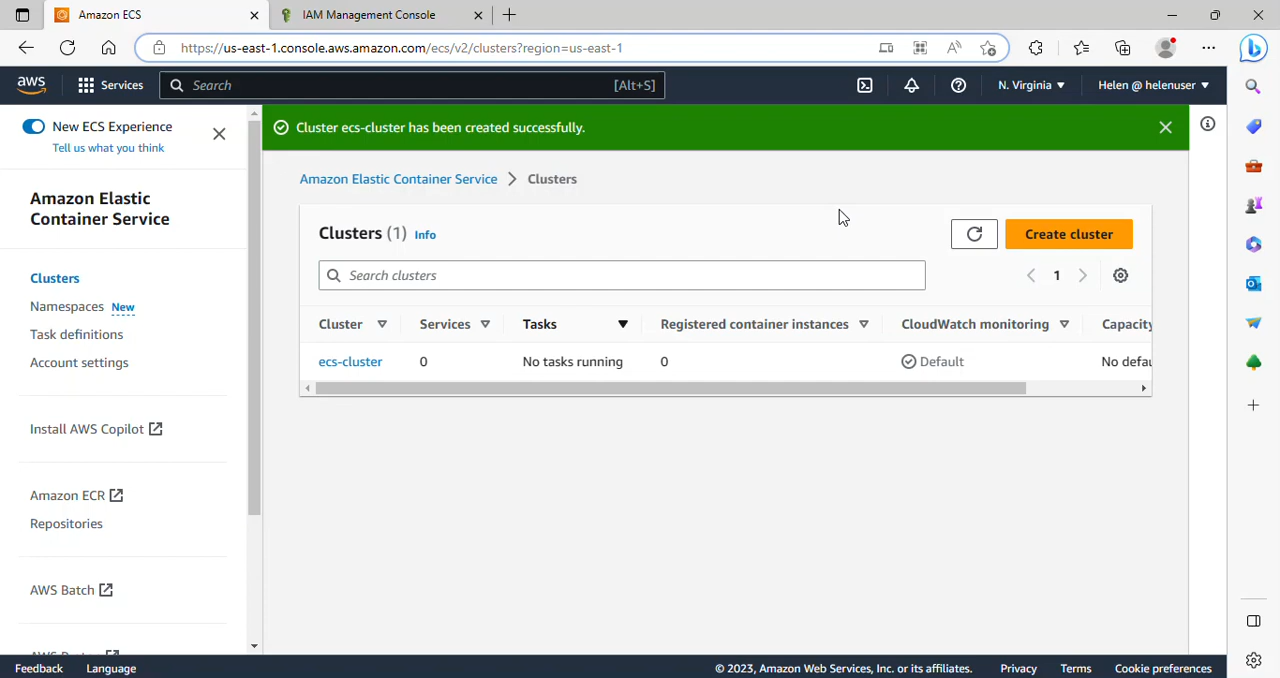 Amazon ECS
IAM Management Console
https://us-east-1.console.aws.amazon.com/ecs/v2/clusters?region=us-east-1
aws
Services
Search
[Alt+S]
N. Virginia
Helen @ helenuser
New ECS Experience
Tell us what you think
Amazon Elastic
Container Service
Clusters
Namespaces New
Task definitions
Account settings
Install AWS Copilot
Amazon ECR
Repositories
AWS Batch
Cluster ecs-cluster has been created successfully.
Amazon Elastic Container Service > Clusters
Clusters (1) Info
Create cluster
Search clusters
1
Cluster Services Tasks Registered container instances CloudWatch monitoring Capacity
ecs-cluster 0 No tasks running 0 Default No defau
Feedback Language
© 2023, Amazon Web Services, Inc. or its affiliates. Privacy Terms Cookie preferences